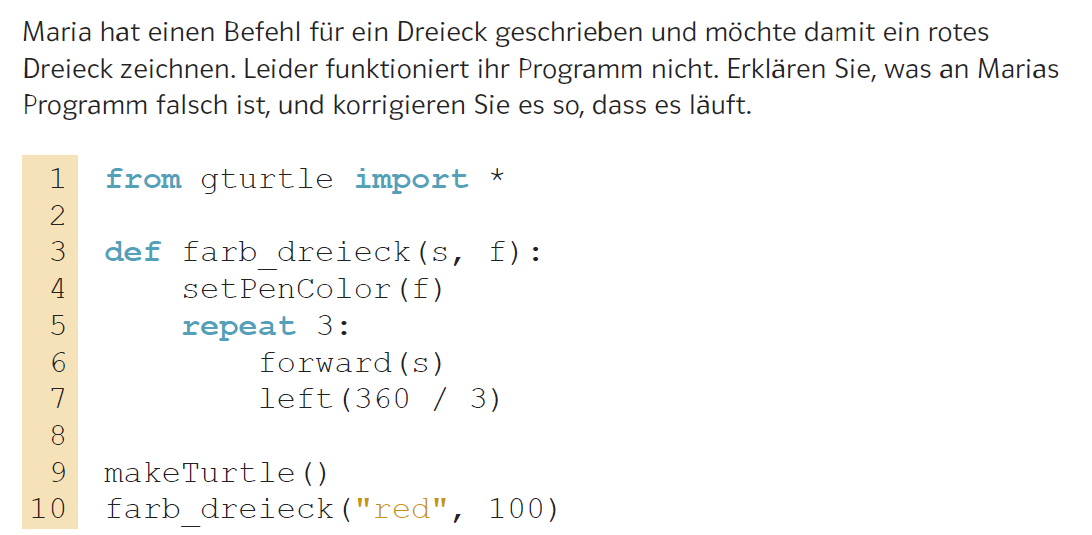 Maria hat einen Befehl für ein Dreieck geschrieben und möchte damit ein rotes
Dreieck zeichnen. Leider funktioniert ihr Programm nicht. Erklären Sie, was an Marias
Programm falsch ist, und korrigieren Sie es so, dass es läuft.
1 from gturtle import *
2
3 def farb_dreieck(s, f):
4     setPenColor(f)
5     repeat 3:
6         forward(s)
7         left(360 / 3)
8
9 makeTurtle()
10 farb_dreieck("red", 100)